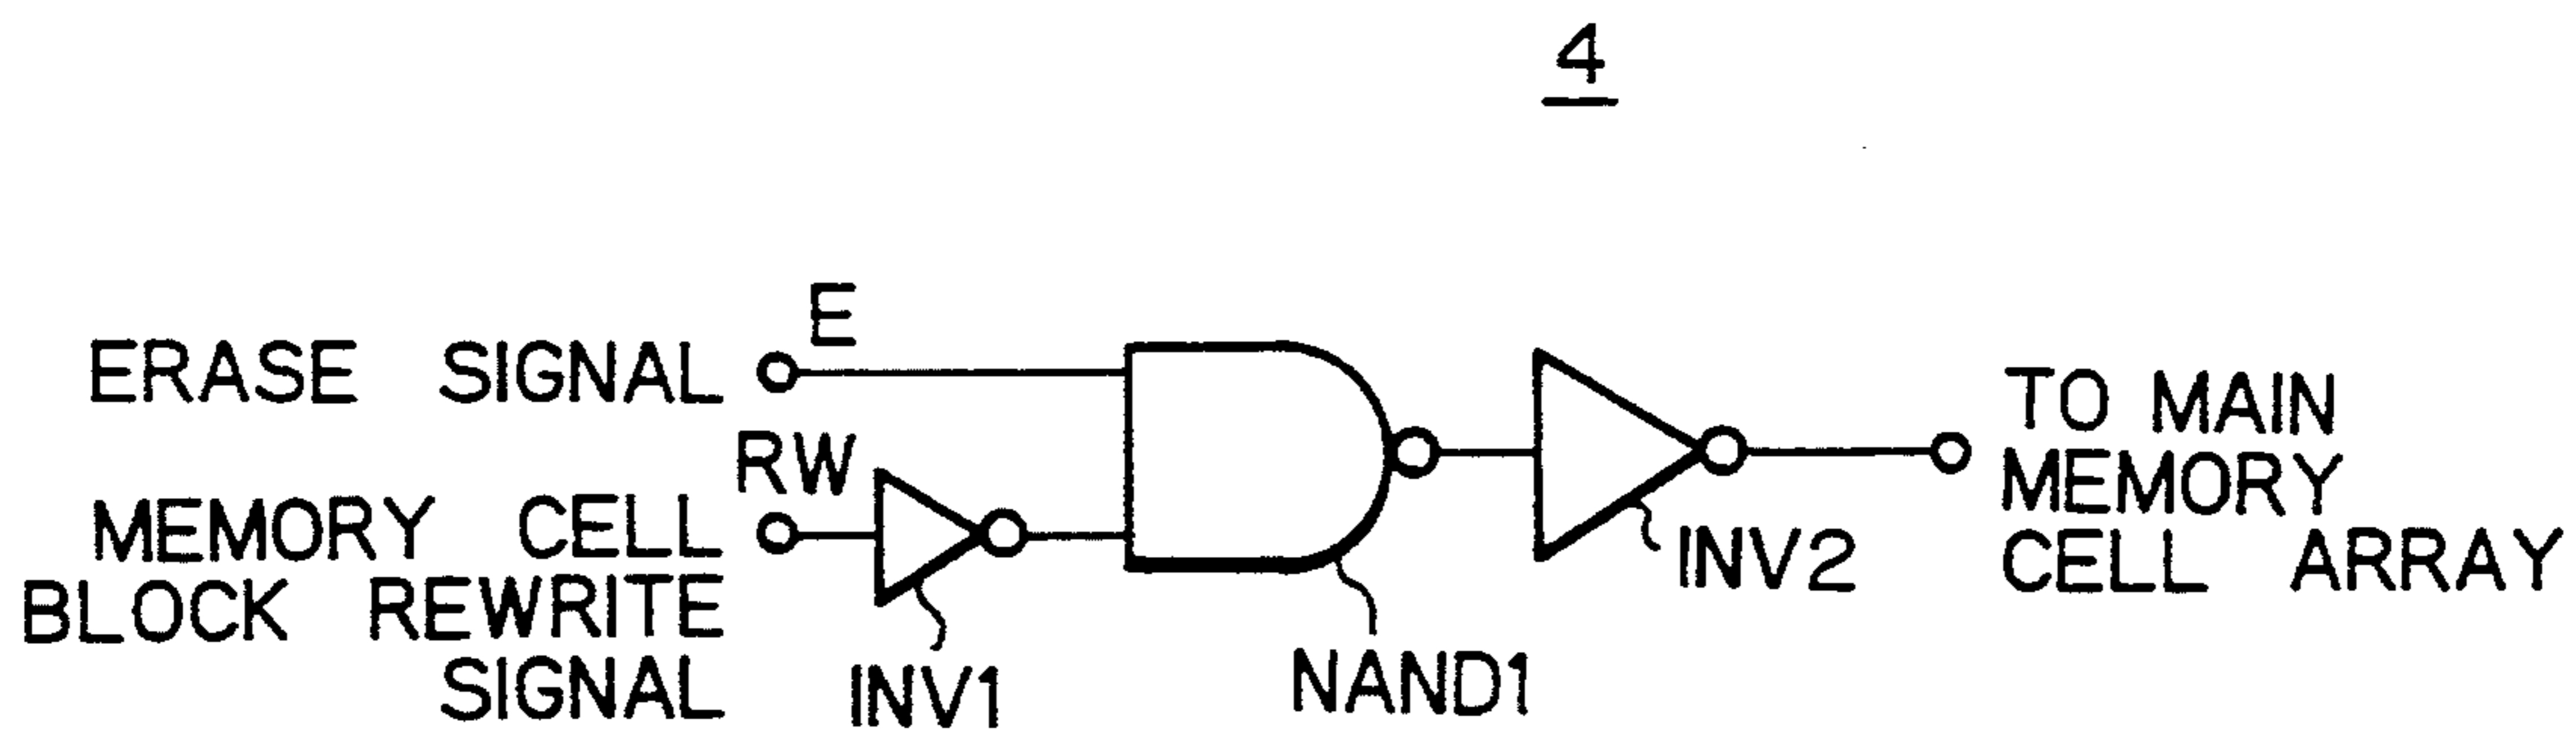 4
E
ERASE SIGNAL
RW
MEMORY CELL
BLOCK REWRITE
SIGNAL
INV1
NAND1
INV2
TO MAIN
MEMORY
CELL ARRAY